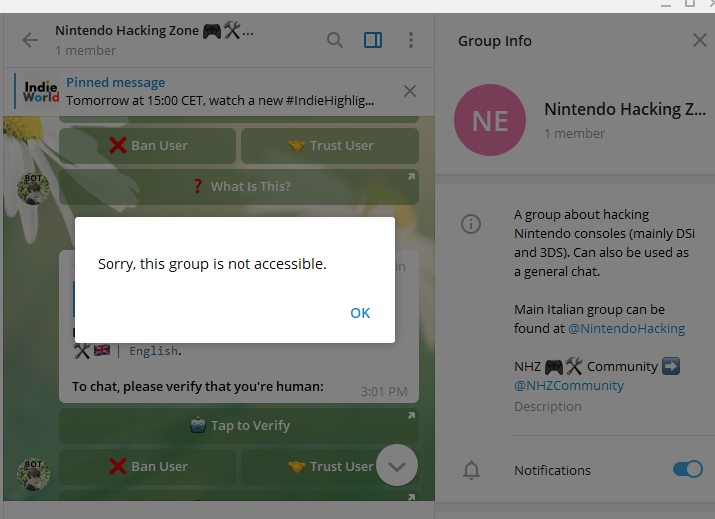 Nintendo Hacking Zone 🎮🛠...
1 member
Group Info
Indie
World
Pinned message
Tomorrow at 15:00 CET, watch a new #IndieHighlig...
NE
Nintendo Hacking Z...
1 member
❌ Ban User
🤝 Trust User
BOT
❓ What Is This?
Sorry, this group is not accessible.
OK
in
🛠🇬🇧 | English.
To chat, please verify that you're human:
3:01 PM
🤖 Tap to Verify
BOT
❌ Ban User
🤝 Trust User
A group about hacking
Nintendo consoles (mainly DSi
and 3DS). Can also be used as
a general chat.
Main Italian group can be
found at @NintendoHacking
NHZ 🎮🛠 Community ➡️
@NHZCommunity
Description
Notifications